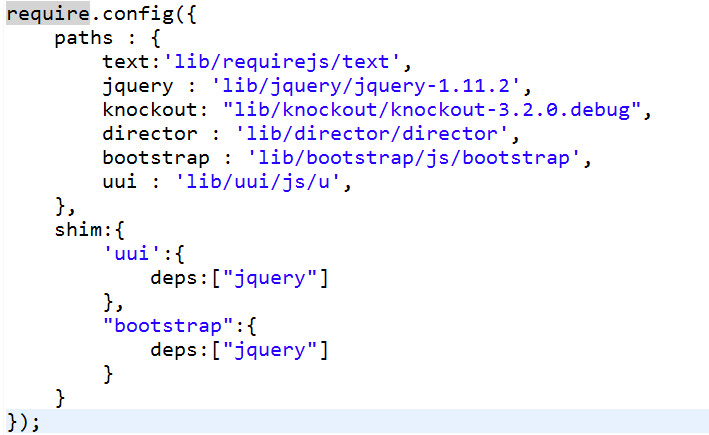 require.config({
    paths : {
        text:'lib/requirejs/text',
        jquery : 'lib/jquery/jquery-1.11.2',
        knockout: "lib/knockout/knockout-3.2.0.debug",
        director : 'lib/director/director',
        bootstrap : 'lib/bootstrap/js/bootstrap',
        uui : 'lib/uui/js/u',
    },
    shim:{
        'uui':{
            deps:["jquery"]
        },
        "bootstrap":{
            deps:["jquery"]
        }
    }
});